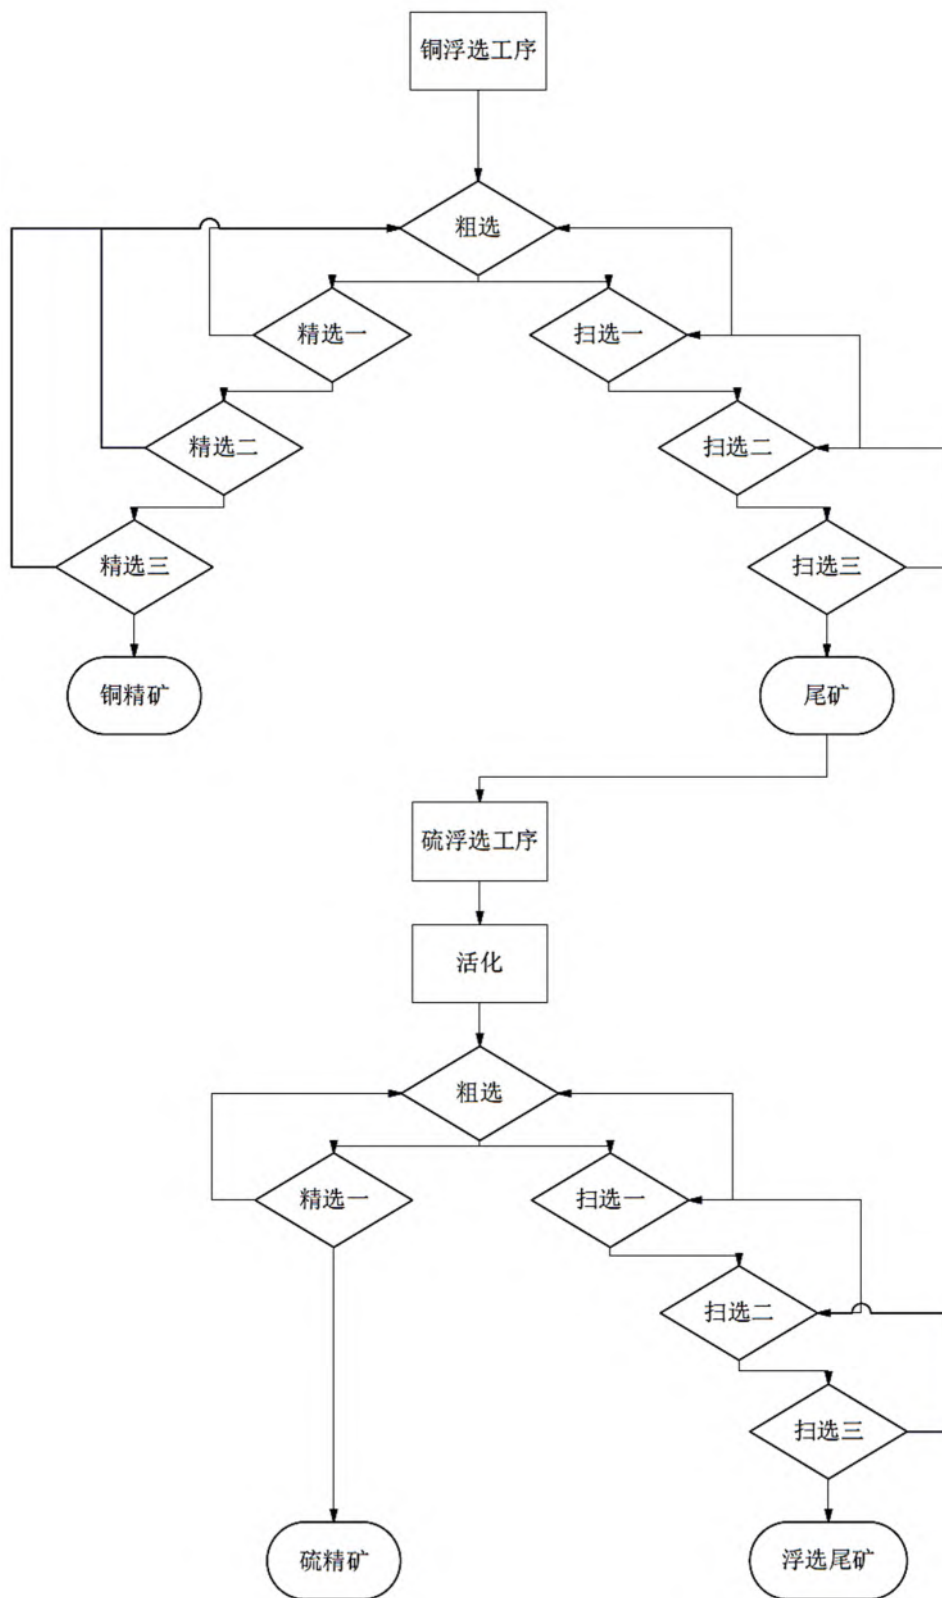 铜浮选工序
粗选
精选一
扫选一
精选二
扫选二
精选三
扫选三
铜精矿
尾矿
硫浮选工序
活化
粗选
精选一
扫选一
扫选二
扫选三
硫精矿
浮选尾矿